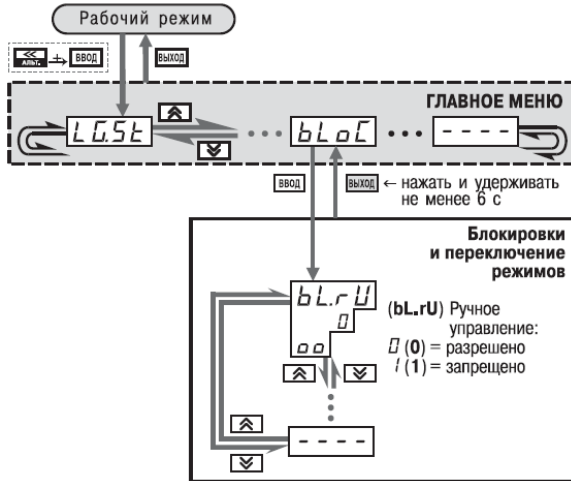 Рабочий режим
<<
АЛЬТ. + ВВОД
ВЫХОД
ГЛАВНОЕ МЕНЮ
LG.St
bLoC
- - - -
ВВОД
ВЫХОД ← нажать и удерживать
не менее 6 с
Блокировки
и переключение
режимов
bL.rU
0
oo
(bL.rU) Ручное
управление:
0 (0) = разрешено
1 (1) = запрещено
- - - -